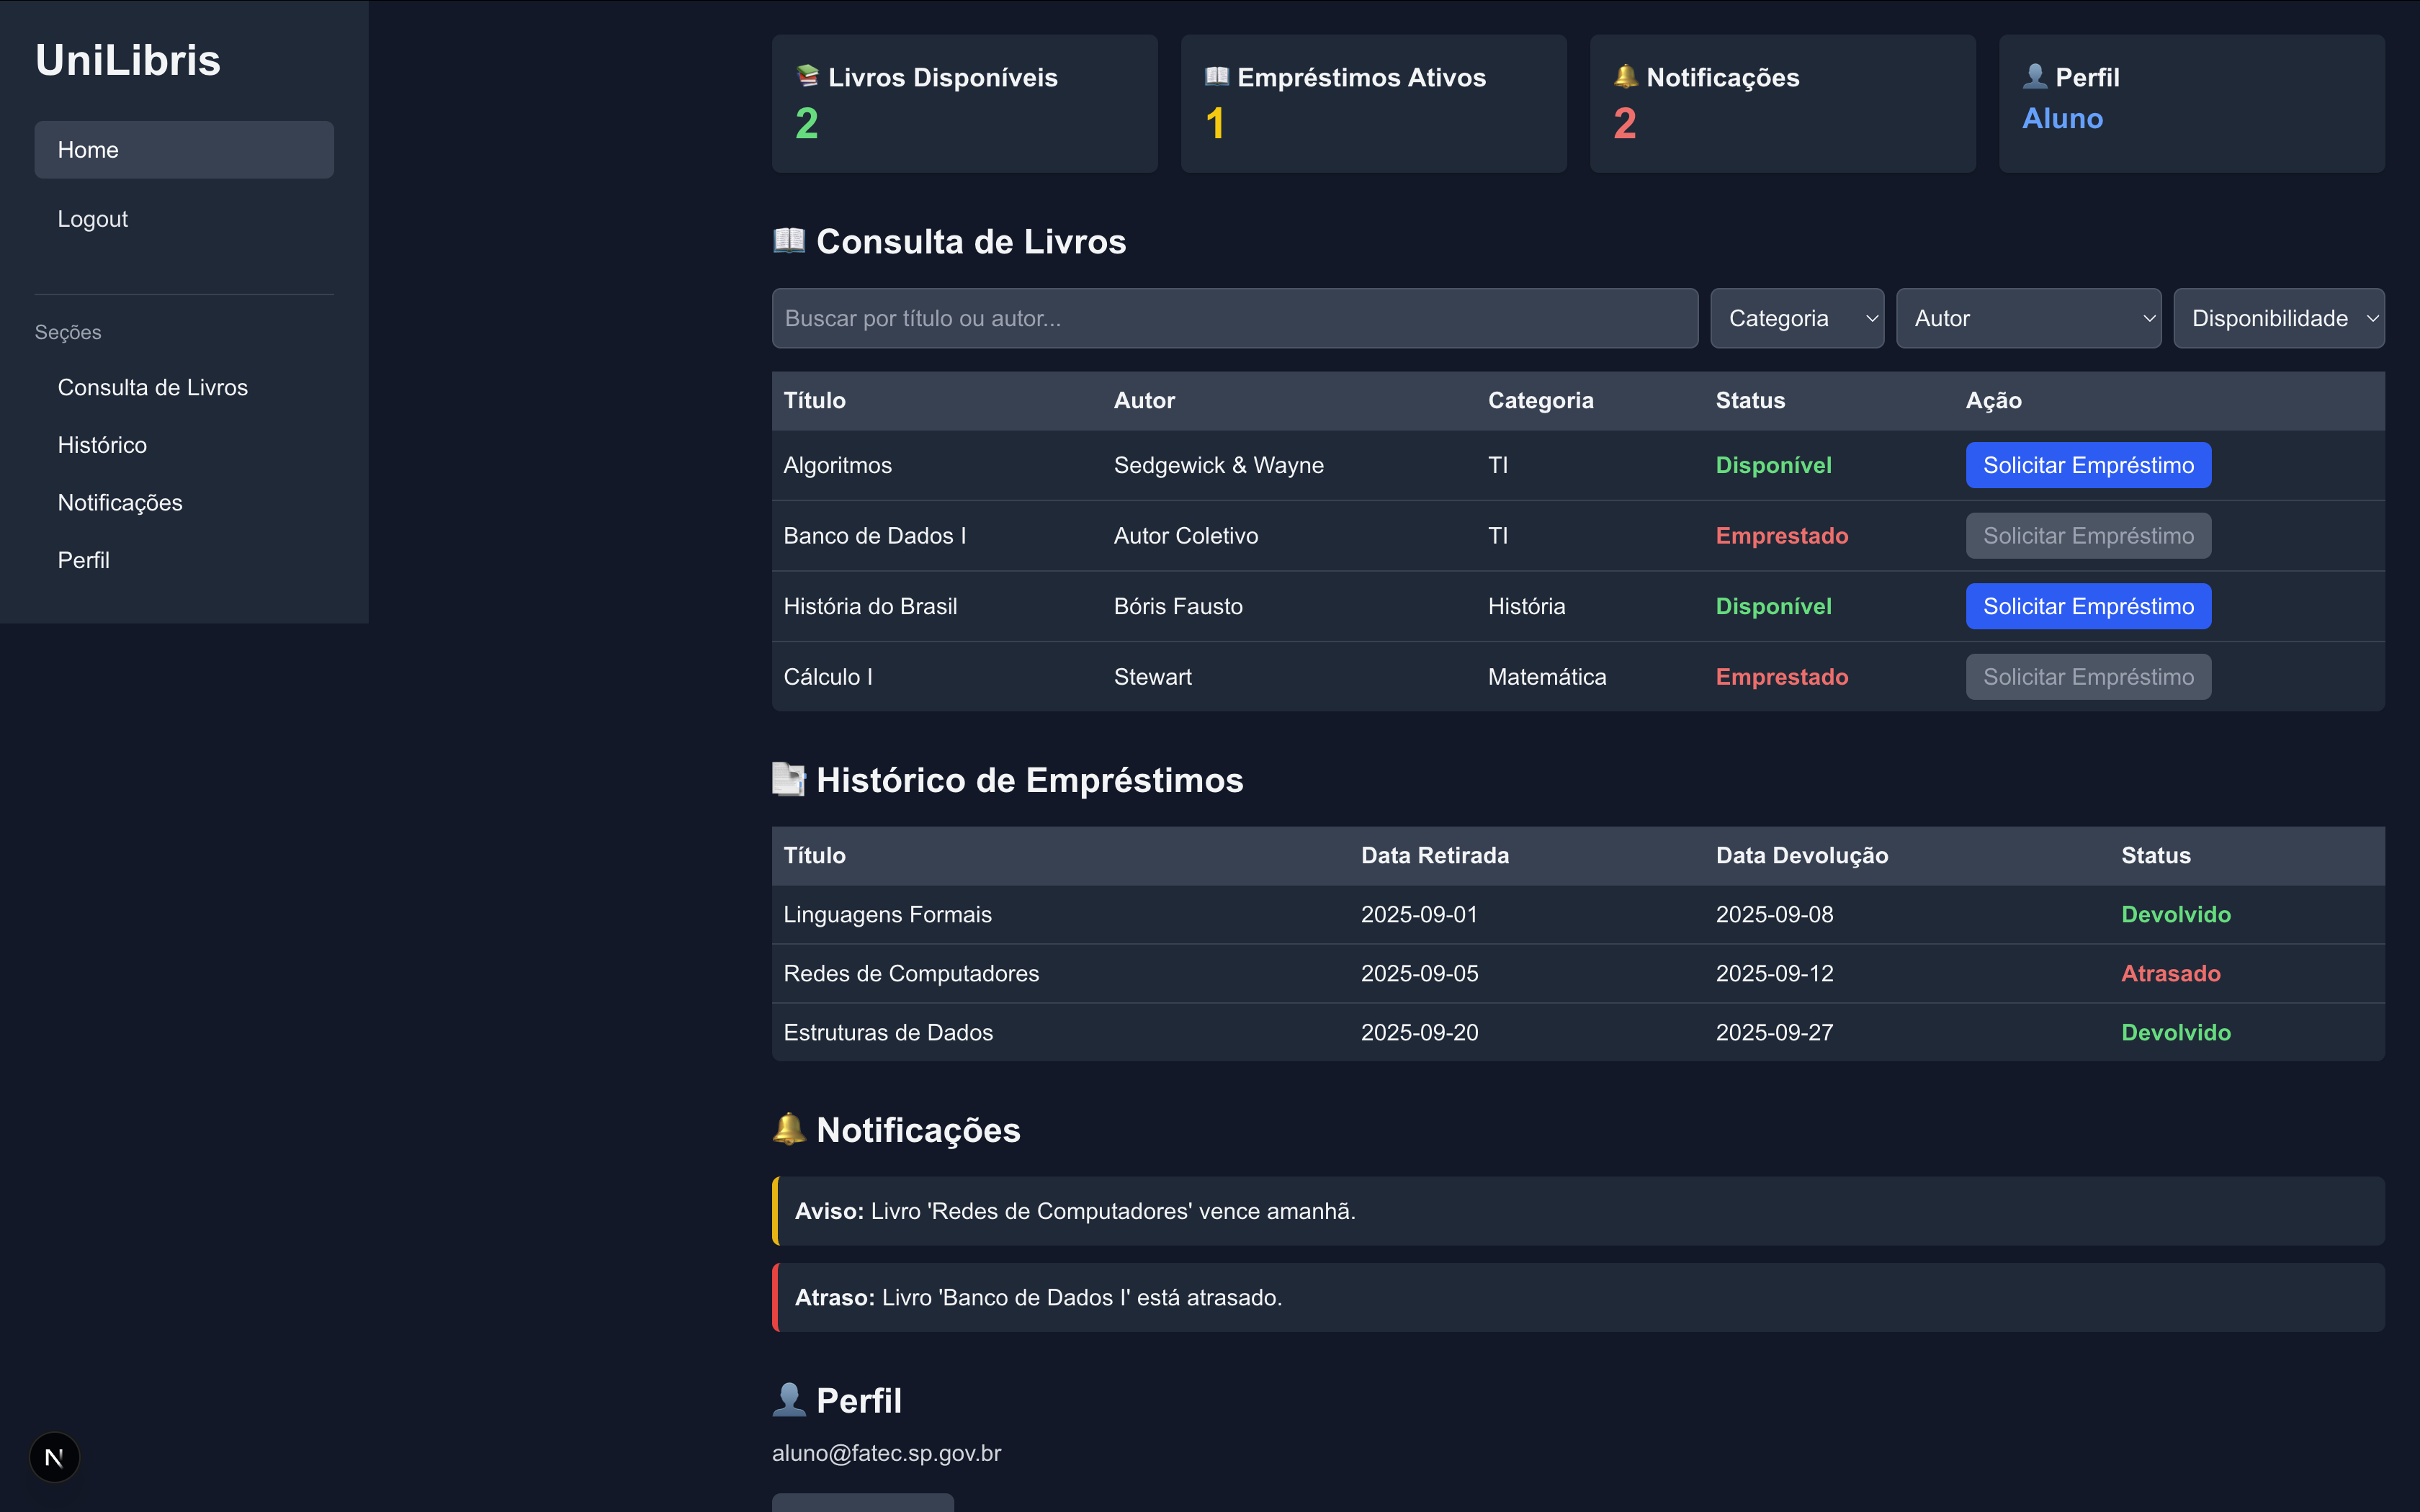 UniLibris
Home
Logout
Seções
Consulta de Livros
Histórico
Notificações
Perfil
📚 Livros Disponíveis
2
📖 Empréstimos Ativos
1
🔔 Notificações
2
👤 Perfil
Aluno
📖 Consulta de Livros
Buscar por título ou autor... Categoria Autor Disponibilidade
Título Autor Categoria Status Ação
Algoritmos Sedgewick & Wayne TI Disponível Solicitar Empréstimo
Banco de Dados I Autor Coletivo TI Emprestado Solicitar Empréstimo
História do Brasil Bóris Fausto História Disponível Solicitar Empréstimo
Cálculo I Stewart Matemática Emprestado Solicitar Empréstimo
📑 Histórico de Empréstimos
Título Data Retirada Data Devolução Status
Linguagens Formais 2025-09-01 2025-09-08 Devolvido
Redes de Computadores 2025-09-05 2025-09-12 Atrasado
Estruturas de Dados 2025-09-20 2025-09-27 Devolvido
🔔 Notificações
Aviso: Livro 'Redes de Computadores' vence amanhã.
Atraso: Livro 'Banco de Dados I' está atrasado.
👤 Perfil
aluno@fatec.sp.gov.br
N